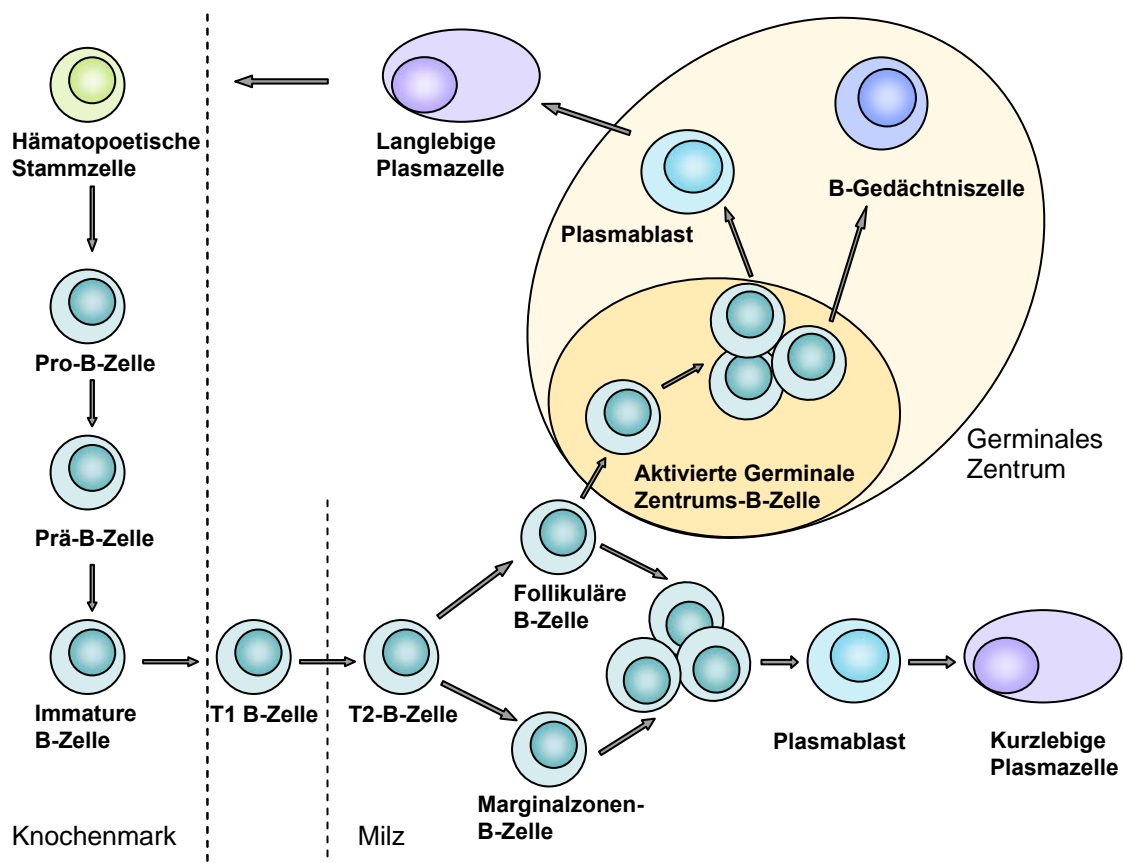 Hämatopoetische
Stammzelle
Langlebige
Plasmazelle
B-Gedächtniszelle
Plasmablast
Pro-B-Zelle
Germinales
Zentrum
Aktivierte Germinale
Zentrums-B-Zelle
Prä-B-Zelle
Follikuläre
B-Zelle
Immature
B-Zelle
T1 B-Zelle
T2-B-Zelle
Plasmablast
Kurzlebige
Plasmazelle
Marginalzonen-
B-Zelle
Knochenmark
Milz